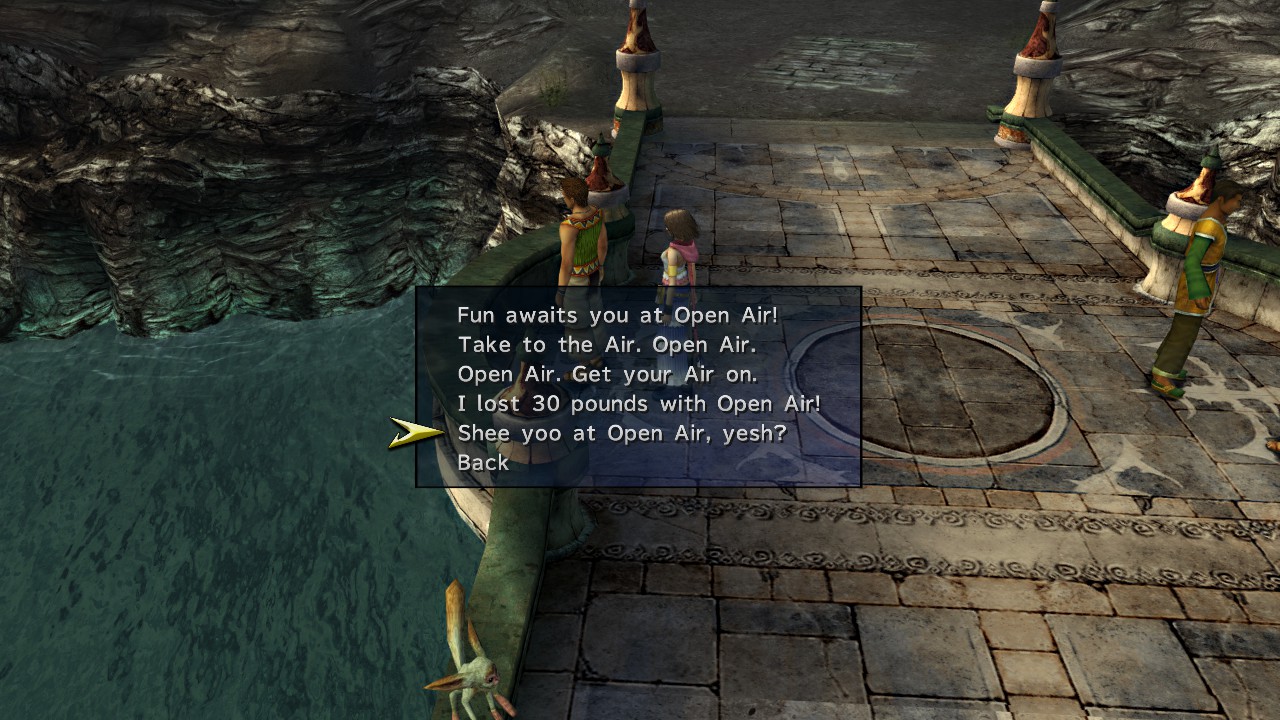 Fun awaits you at Open Air!
Take to the Air. Open Air.
Open Air. Get your Air on.
I lost 30 pounds with Open Air!
Shee yoo at Open Air, yesh?
Back